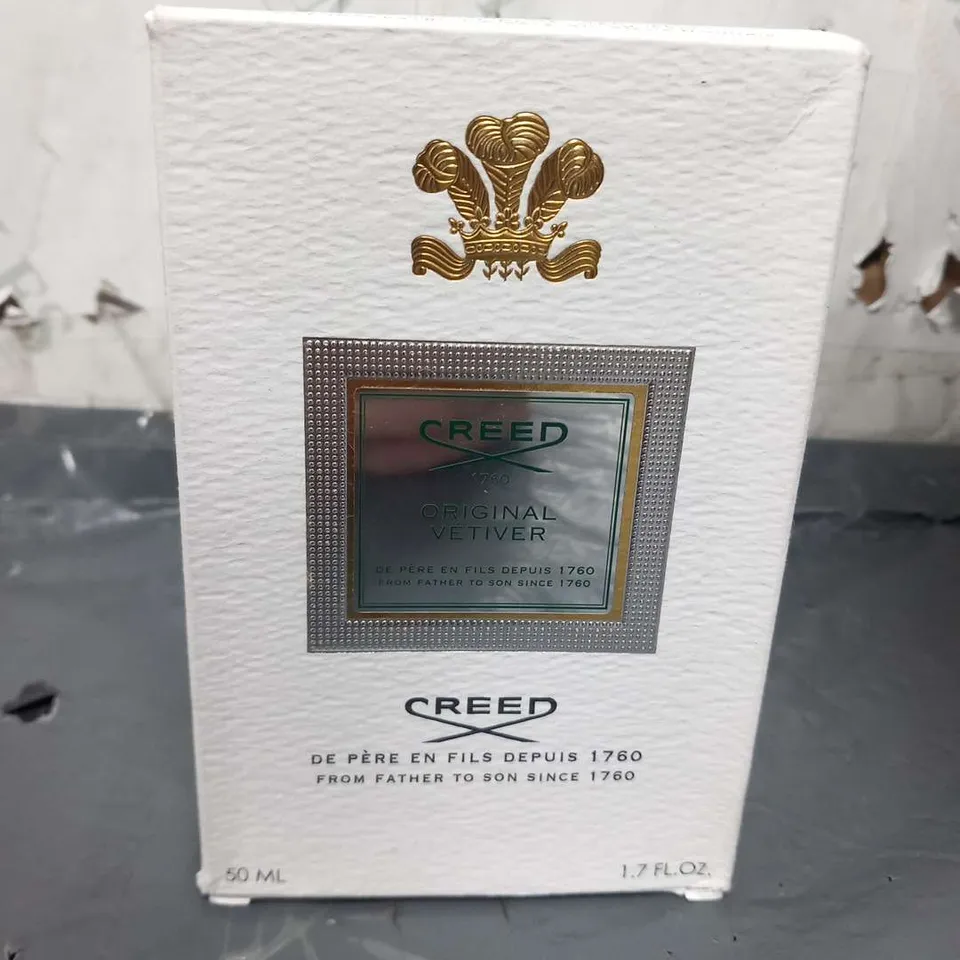 CREED
1760
ORIGINAL
VETIVER
DE PÈRE EN FILS DEPUIS 1760
FROM FATHER TO SON SINCE 1760
CREED
DE PÈRE EN FILS DEPUIS 1760
FROM FATHER TO SON SINCE 1760
50 ML
1.7 FL.OZ.